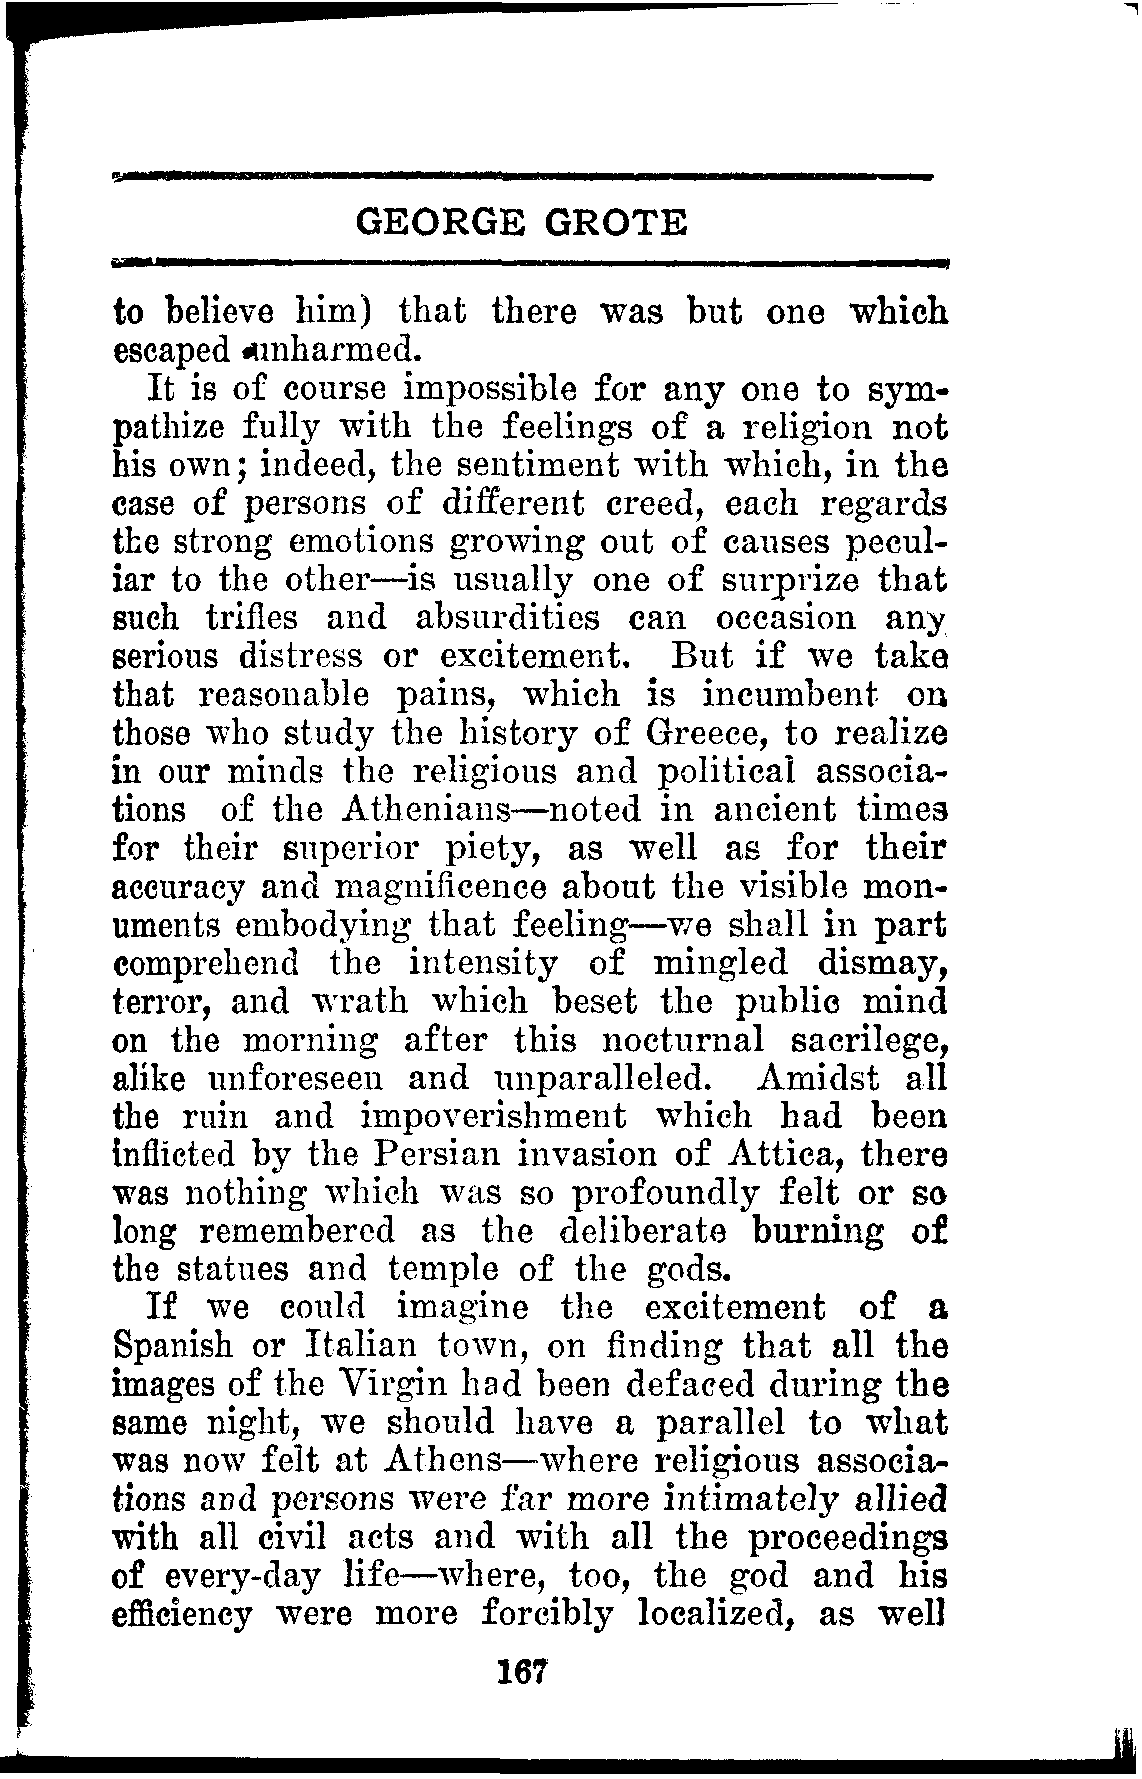 GEORGE GROTE
to believe him) that there was but one which
escaped unharmed.
It is of course impossible for any one to sym-
pathize fully with the feelings of a religion not
his own; indeed, the sentiment with which, in the
case of persons of different creed, each regards
the strong emotions growing out of causes pecul-
iar to the other—is usually one of surprize that
such trifles and absurdities can occasion any
serious distress or excitement. But if we take
that reasonable pains, which is incumbent on
those who study the history of Greece, to realize
in our minds the religious and political associa-
tions of the Athenians—noted in ancient times
for their superior piety, as well as for their
accuracy and magnificence about the visible mon-
uments embodying that feeling—we shall in part
comprehend the intensity of mingled dismay,
terror, and wrath which beset the public mind
on the morning after this nocturnal sacrilege,
alike unforeseen and unparalleled. Amidst all
the ruin and impoverishment which had been
inflicted by the Persian invasion of Attica, there
was nothing which was so profoundly felt or so
long remembered as the deliberate burning of
the statues and temple of the gods.
If we could imagine the excitement of a
Spanish or Italian town, on finding that all the
images of the Virgin had been defaced during the
same night, we should have a parallel to what
was now felt at Athens—where religious associa-
tions and persons were far more intimately allied
with all civil acts and with all the proceedings
of every-day life—where, too, the god and his
efficiency were more forcibly localized, as well
167